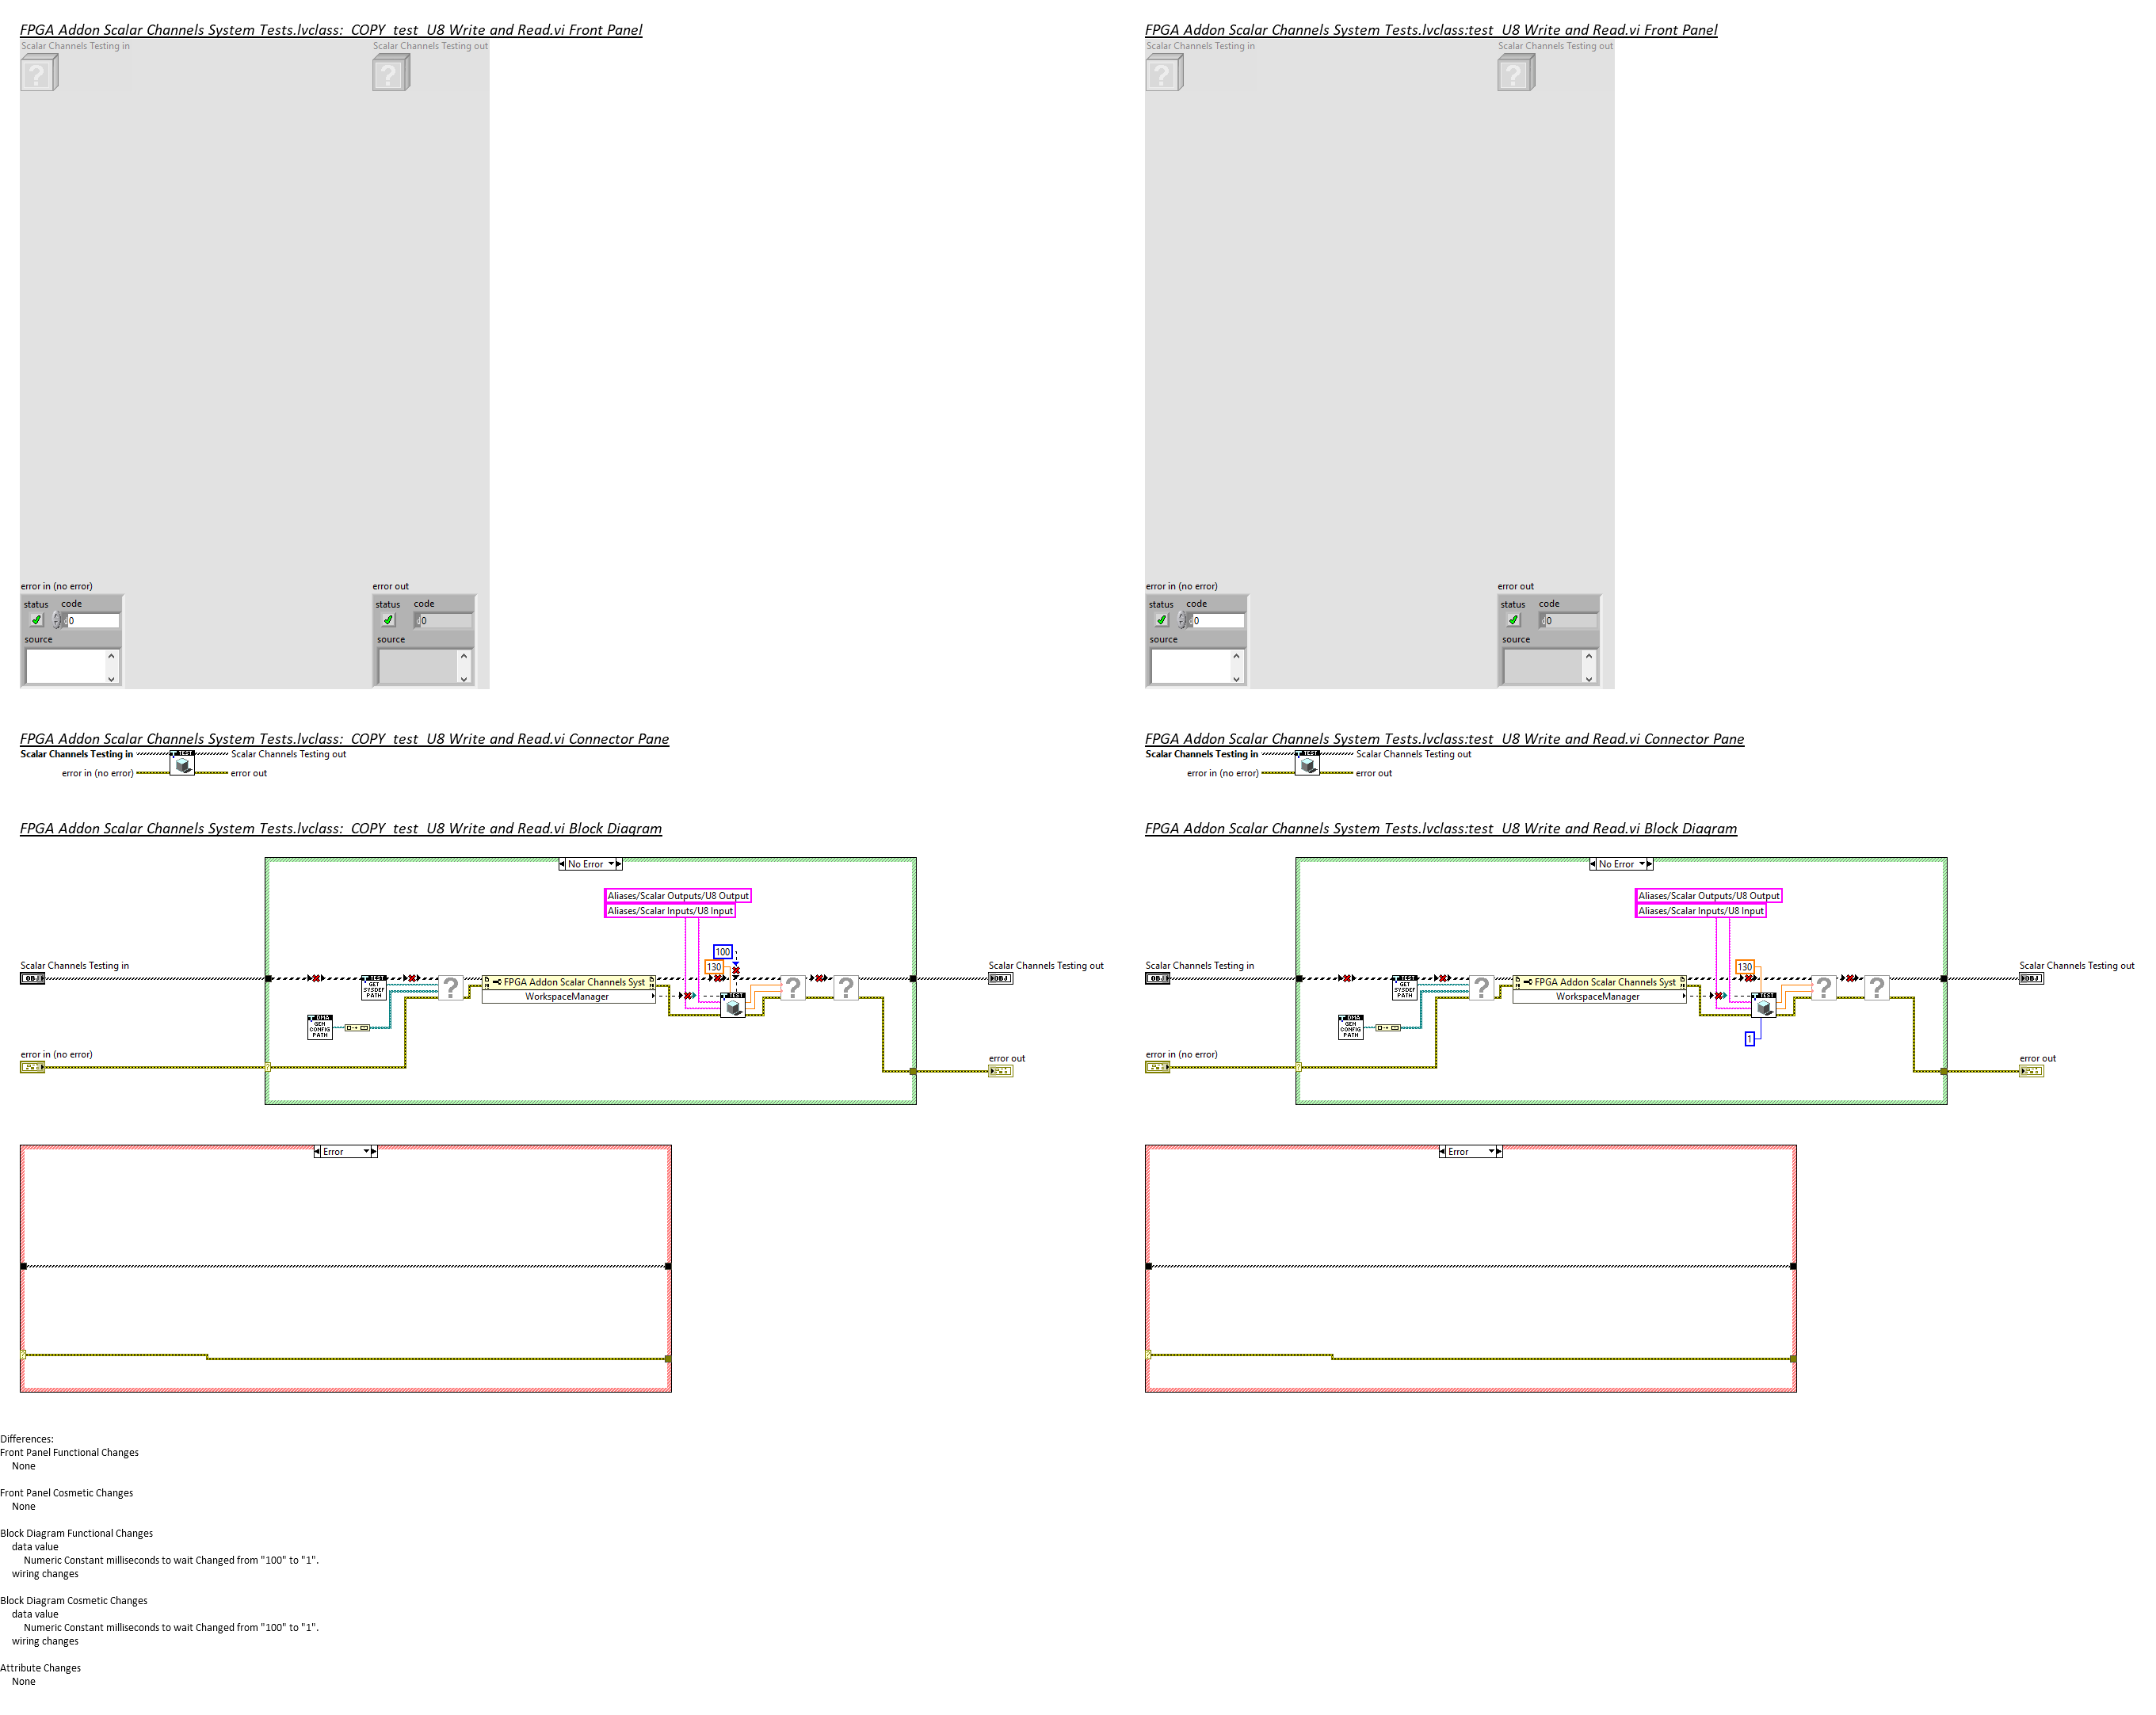 FPGA Addon Scalar Channels System Tests.lvclass:_COPY_test_U8 Write and Read.vi Front Panel
Scalar Channels Testing in
Scalar Channels Testing out
?
?
error in (no error)
status code
0
source
error out
status code
0
source
FPGA Addon Scalar Channels System Tests.lvclass:_COPY_test_U8 Write and Read.vi Connector Pane
Scalar Channels Testing in
TEST
Scalar Channels Testing out
error in (no error)
error out
FPGA Addon Scalar Channels System Tests.lvclass:_COPY_test_U8 Write and Read.vi Block Diagram
No Error
Aliases/Scalar Outputs/U8 Output
Aliases/Scalar Inputs/U8 Input
100
130
Scalar Channels Testing in
OBJ
TEST
GET
SYSDEF
PATH
?
FPGA Addon Scalar Channels Syst
WorkspaceManager
TEST
?
?
Scalar Channels Testing out
OBJ
DMA
GEN
CONFIG
PATH
error in (no error)
error out
Error
FPGA Addon Scalar Channels System Tests.lvclass:test_U8 Write and Read.vi Front Panel
Scalar Channels Testing in
Scalar Channels Testing out
?
?
error in (no error)
status code
0
source
error out
status code
0
source
FPGA Addon Scalar Channels System Tests.lvclass:test_U8 Write and Read.vi Connector Pane
Scalar Channels Testing in
TEST
Scalar Channels Testing out
error in (no error)
error out
FPGA Addon Scalar Channels System Tests.lvclass:test_U8 Write and Read.vi Block Diagram
No Error
Aliases/Scalar Outputs/U8 Output
Aliases/Scalar Inputs/U8 Input
130
Scalar Channels Testing in
OBJ
TEST
GET
SYSDEF
PATH
?
FPGA Addon Scalar Channels Syst
WorkspaceManager
TEST
?
?
Scalar Channels Testing out
OBJ
DMA
GEN
CONFIG
PATH
1
error in (no error)
error out
Error
Differences:
Front Panel Functional Changes
None
Front Panel Cosmetic Changes
None
Block Diagram Functional Changes
data value
Numeric Constant milliseconds to wait Changed from "100" to "1".
wiring changes
Block Diagram Cosmetic Changes
data value
Numeric Constant milliseconds to wait Changed from "100" to "1".
wiring changes
Attribute Changes
None